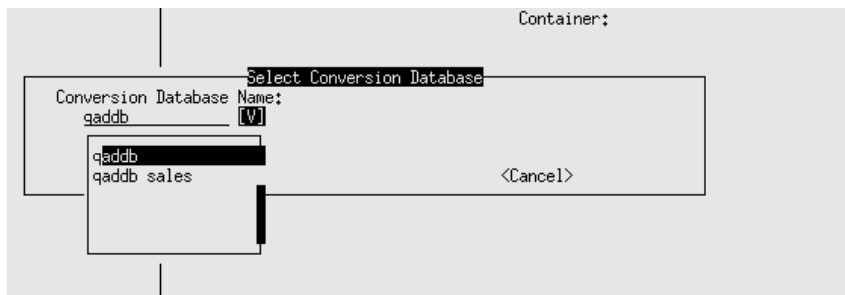 Container:
Select Conversion Database
Conversion Database Name:
qaddb [V]
qaddb
qaddb sales <Cancel>